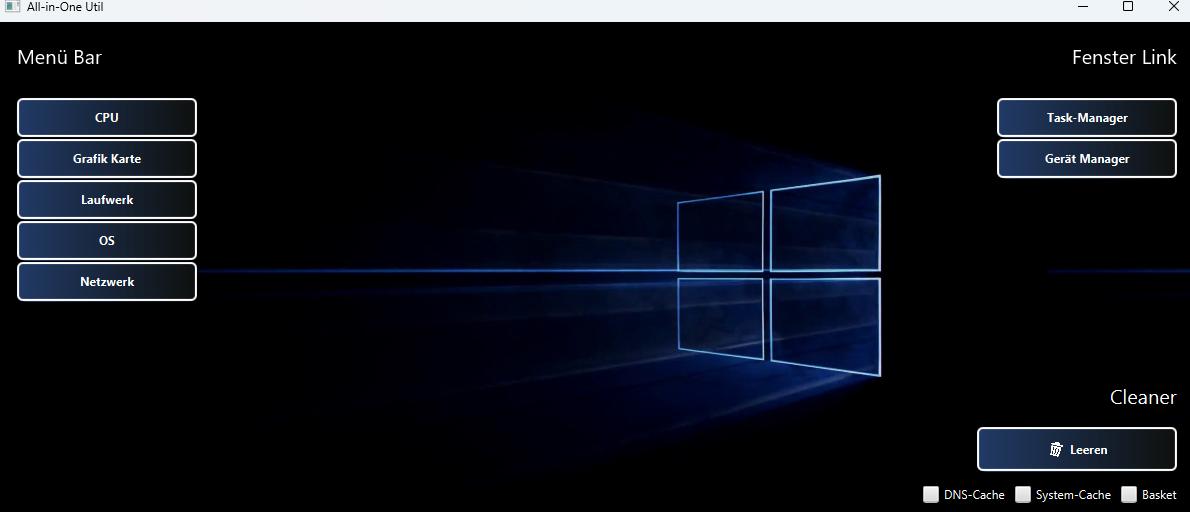 All-in-One Util
Menü Bar
CPU
Grafik Karte
Laufwerk
OS
Netzwerk
Fenster Link
Task-Manager
Gerät Manager
Cleaner
Leeren
DNS-Cache System-Cache Basket